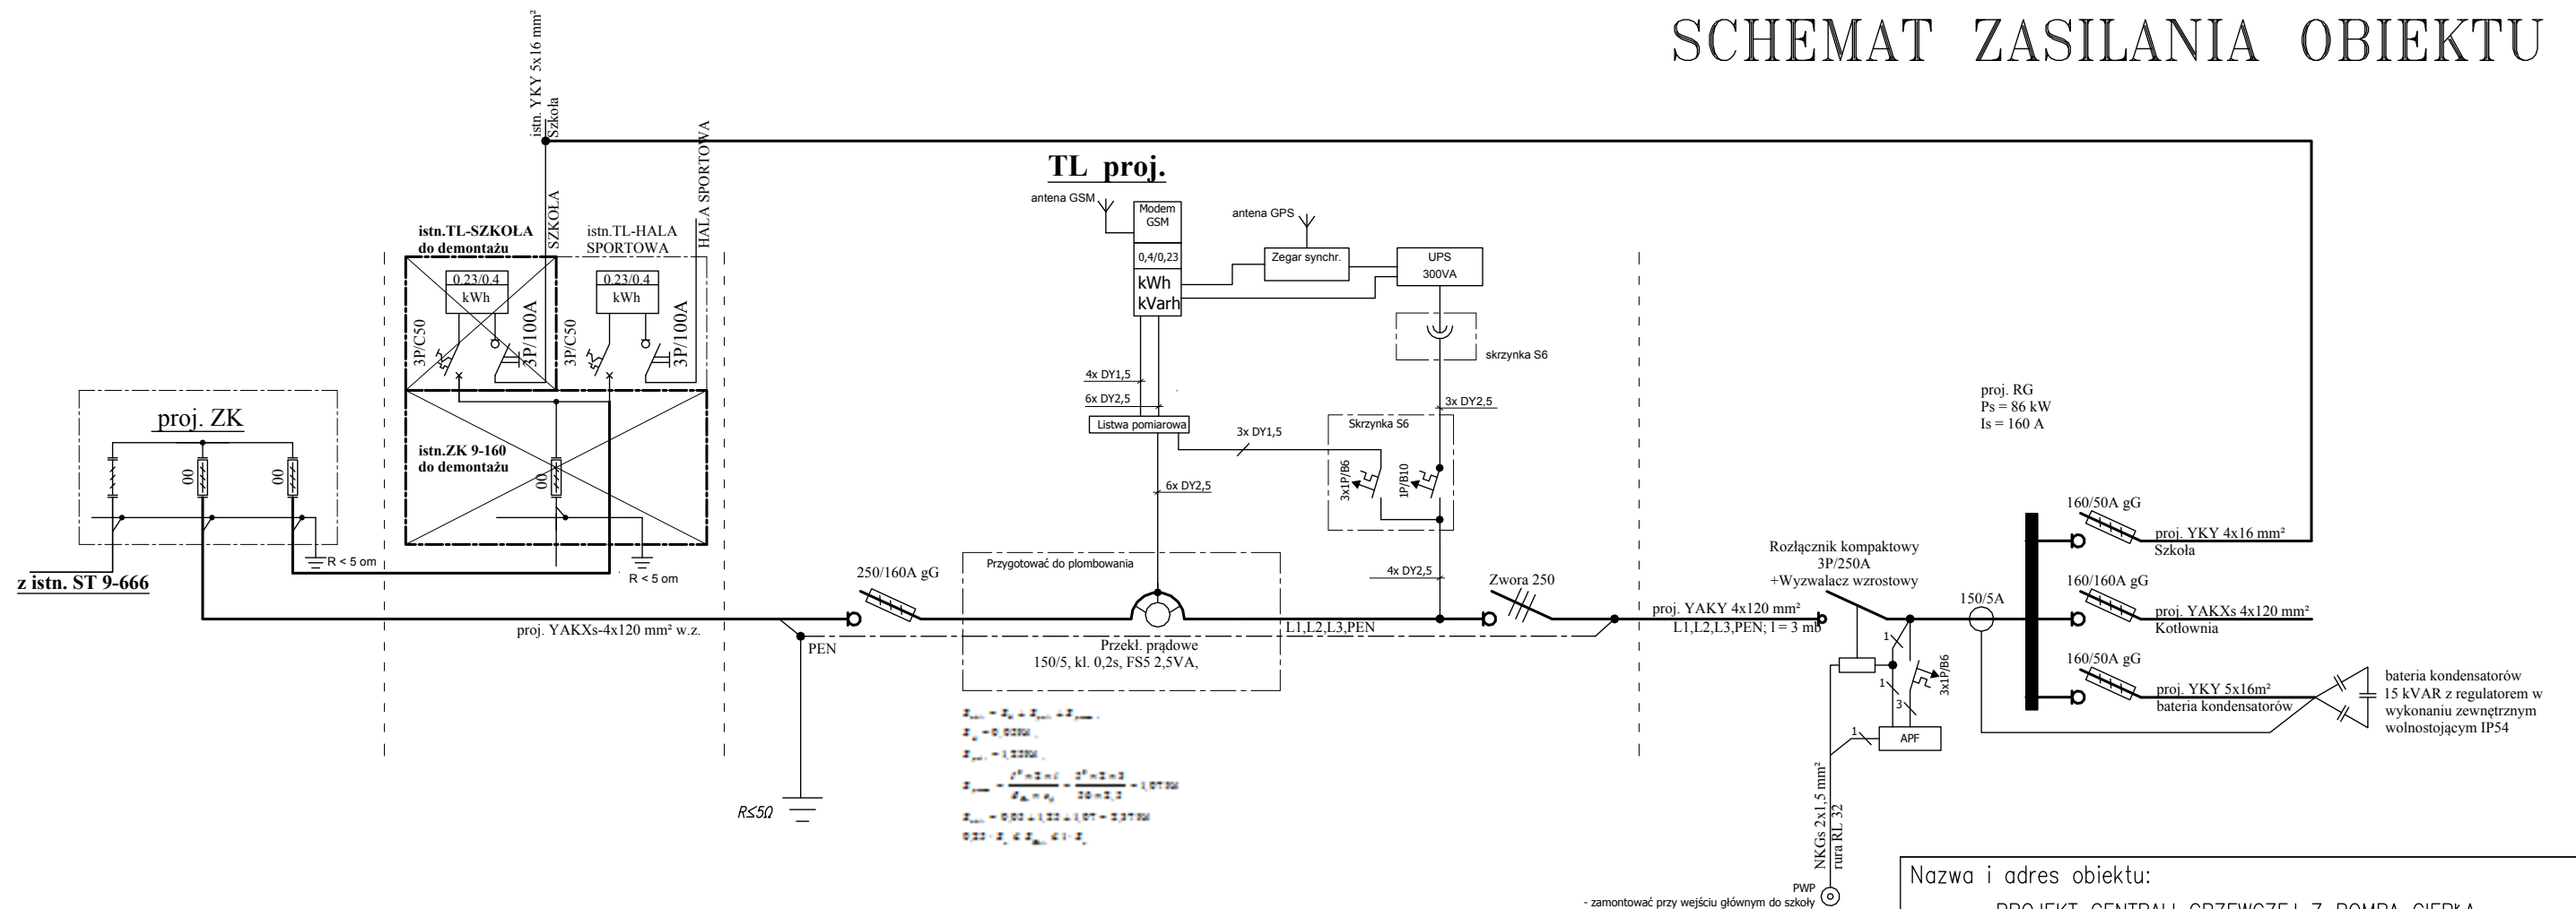 SCHEMAT ZASILANIA OBIEKTU
istn. YKY 5x16 mm²
Szkoła
SZKOŁA
HALA SPORTOWA
istn.TL-SZKOŁA
do demontażu
istn.TL-HALA
SPORTOWA
0.23/0.4
kWh
0.23/0.4
kWh
3P/C50
3P/100A
3P/C50
3P/100A
proj. ZK
00
00
R < 5 om
z istn. ST 9-666
istn.ZK 9-160
do demontażu
00
R < 5 om
proj. YAKXs-4x120 mm² w.z.
TL proj.
antena GSM
Modem
GSM
0,4/0,23
kWh
kVarh
antena GPS
Zegar synchr.
UPS
300VA
skrzynka S6
4x DY1,5
6x DY2,5
Listwa pomiarowa
3x DY1,5
3x DY2,5
Skrzynka S6
3x1P/B6
1P/B10
6x DY2,5
4x DY2,5
250/160A gG
Przygotować do plombowania
Zwora 250
PEN
L1,L2,L3,PEN
Przekł. prądowe
150/5, kl. 0,2s, FS5 2,5VA,
R≤5Ω
proj. YAKY 4x120 mm²
L1,L2,L3,PEN; l = 3 mb
Rozłącznik kompaktowy
3P/250A
+Wyzwalacz wzrostowy
150/5A
1
1
3
3x1P/B6
1
APF
NKGs 2x1,5 mm²
rura RL 32
PWP
- zamontować przy wejściu głównym do szkoły
proj. RG
Ps = 86 kW
Is = 160 A
160/50A gG
proj. YKY 4x16 mm²
Szkoła
160/160A gG
proj. YAKXs 4x120 mm²
Kotłownia
160/50A gG
proj. YKY 5x16m²
bateria kondensatorów
bateria kondensatorów
15 kVAR z regulatorem w
wykonaniu zewnętrznym
wolnostojącym IP54
Nazwa i adres obiektu:
PROJEKT CENTRALI GRZEWCZEJ Z POMPĄ CIEPŁA